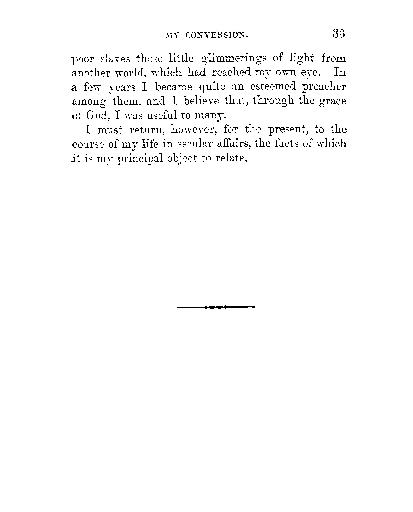 MY CONVERSION. 33
poor slaves those little glimmerings of light from
another world, which had reached my own eye. In
a few years I became quite an esteemed preacher
among them, and I believe that, through the grace
of God, I was useful to many.
I must return, however, for the present, to the
course of my life in secular affairs, the facts of which
it is my principal object to relate.